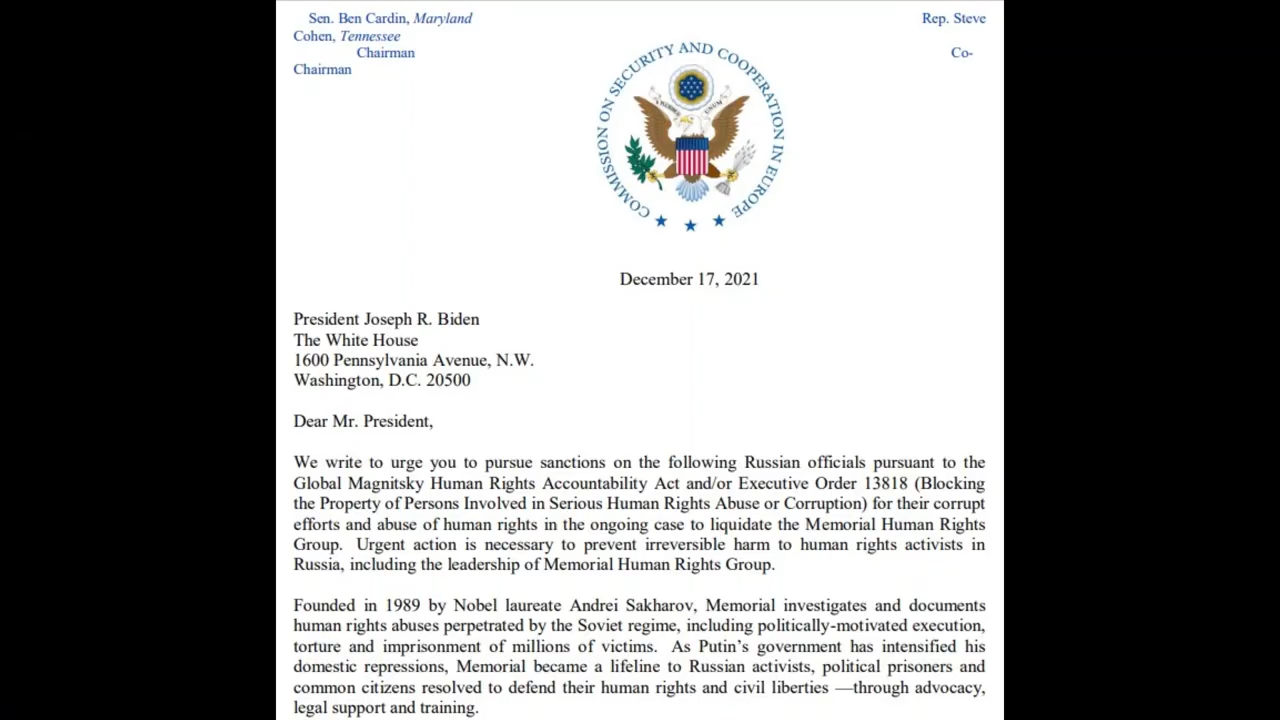 Sen. Ben Cardin, Maryland Rep. Steve
Cohen, Tennessee
Chairman Co-
Chairman
COMMISSION ON SECURITY AND COOPERATION IN EUROPE
December 17, 2021
President Joseph R. Biden
The White House
1600 Pennsylvania Avenue, N.W.
Washington, D.C. 20500
Dear Mr. President,
We write to urge you to pursue sanctions on the following Russian officials pursuant to the
Global Magnitsky Human Rights Accountability Act and/or Executive Order 13818 (Blocking
the Property of Persons Involved in Serious Human Rights Abuse or Corruption) for their corrupt
efforts and abuse of human rights in the ongoing case to liquidate the Memorial Human Rights
Group. Urgent action is necessary to prevent irreversible harm to human rights activists in
Russia, including the leadership of Memorial Human Rights Group.
Founded in 1989 by Nobel laureate Andrei Sakharov, Memorial investigates and documents
human rights abuses perpetrated by the Soviet regime, including politically-motivated execution,
torture and imprisonment of millions of victims. As Putin’s government has intensified his
domestic repressions, Memorial became a lifeline to Russian activists, political prisoners and
common citizens resolved to defend their human rights and civil liberties —through advocacy,
legal support and training.